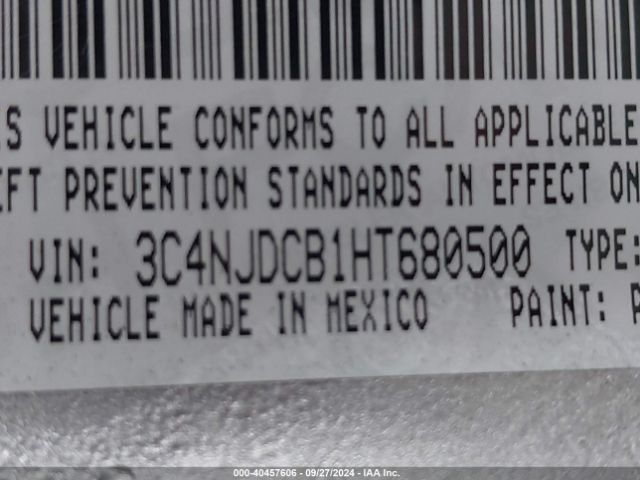 S VEHICLE CONFORMS TO ALL APPLICABLE
EFT PREVENTION STANDARDS IN EFFECT ON
VIN: 3C4NJDCB1HT680500 TYPE:
VEHICLE MADE IN MEXICO PAINT:
000-40457606 - 09/27/2024 - IAA Inc.